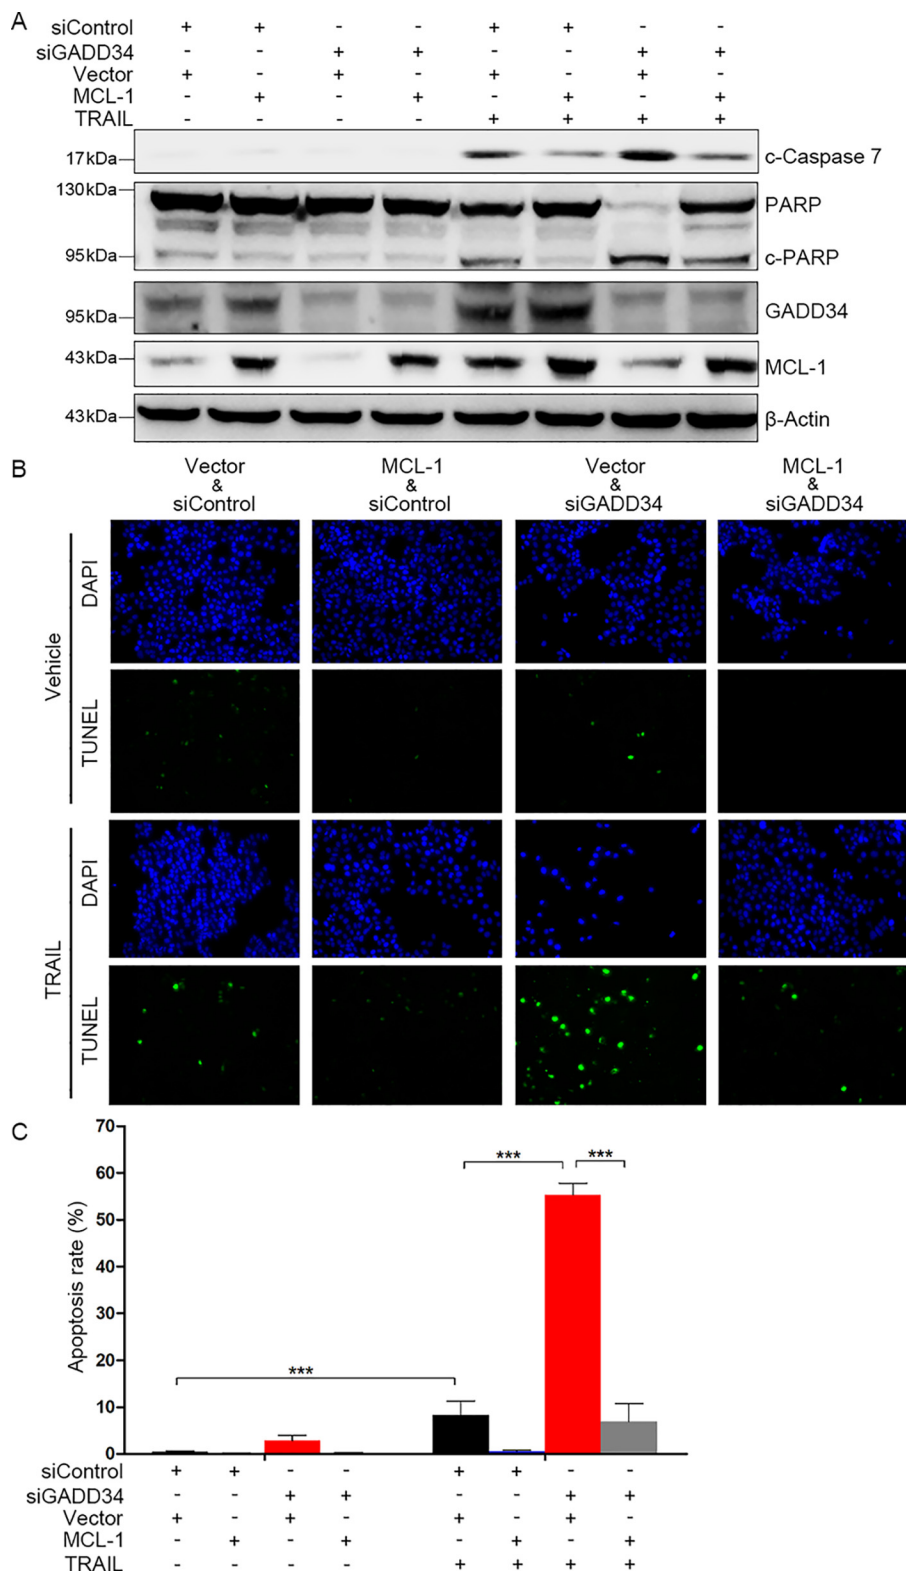 A
siControl + + - - + + - -
siGADD34 - - + + - - + +
Vector + - + - + - + -
MCL-1 - + - + - + - +
TRAIL - - - - + + + +
17kDa c-Caspase 7
130kDa PARP
95kDa c-PARP
95kDa GADD34
43kDa MCL-1
43kDa β-Actin
B
Vector & siControl
MCL-1 & siControl
Vector & siGADD34
MCL-1 & siGADD34
Vehicle
DAPI
TUNEL
TRAIL
DAPI
TUNEL
C
Apoptosis rate (%)
70
60
50
40
30
20
10
0
*** ***
***
siControl + + - - + + - -
siGADD34 - - + + - - + +
Vector + - + - + - + -
MCL-1 - + - + - + - +
TRAIL - - - - + + + +